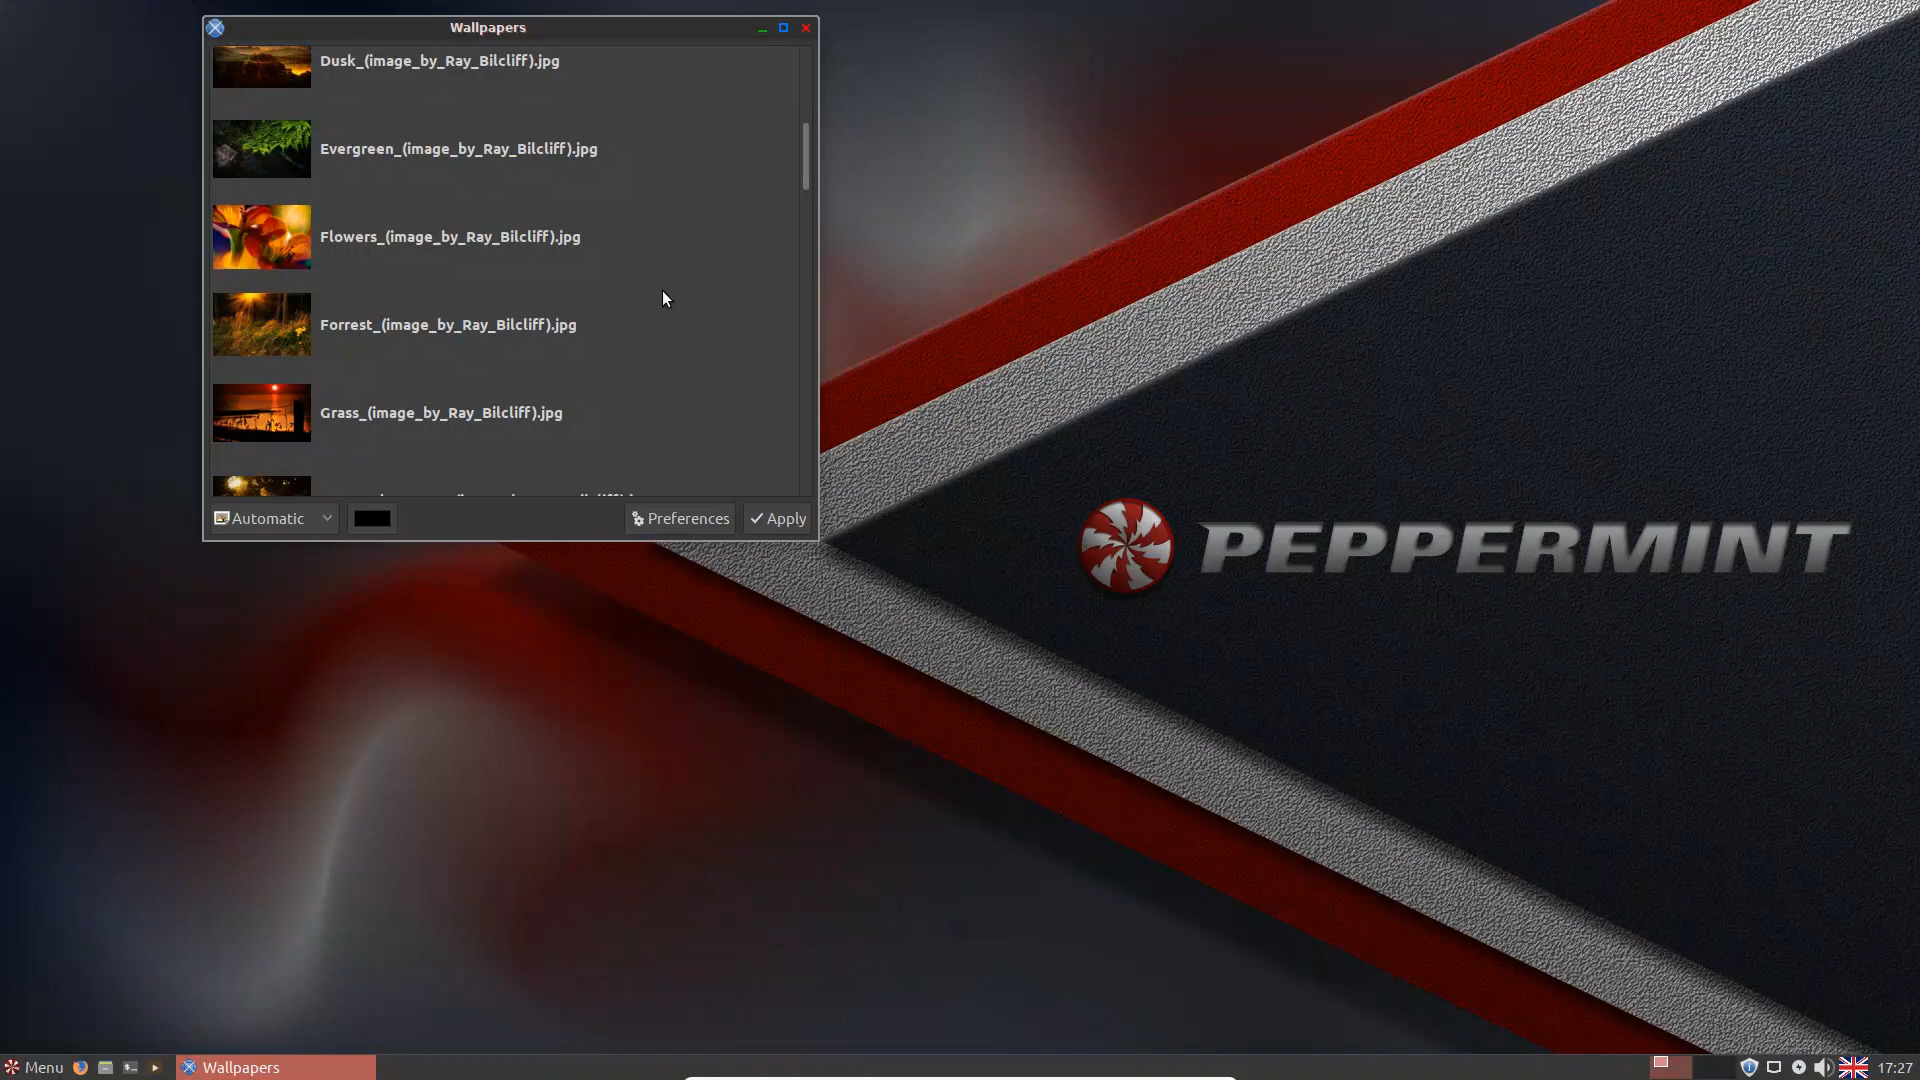 Wallpapers
Dusk_(image_by_Ray_Bilcliff).jpg
Evergreen_(image_by_Ray_Bilcliff).jpg
Flowers_(image_by_Ray_Bilcliff).jpg
Forrest_(image_by_Ray_Bilcliff).jpg
Grass_(image_by_Ray_Bilcliff).jpg
Automatic
Preferences
Apply
PEPPERMINT
Menu
Wallpapers
17:27